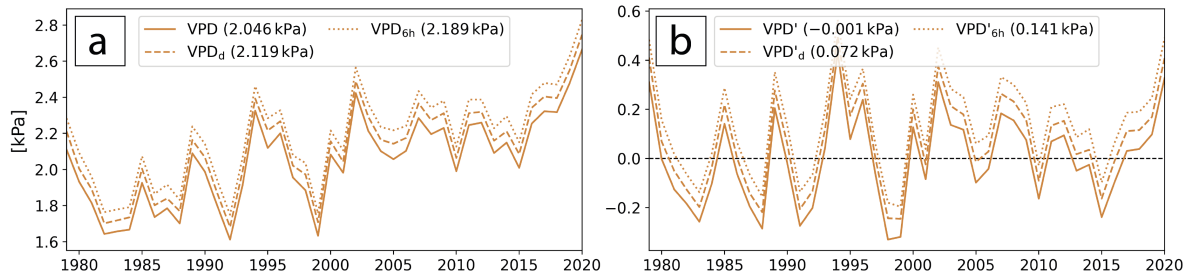 a
VPD (2.046 kPa)
VPD_d (2.119 kPa)
VPD_6h (2.189 kPa)
[kPa]
2.8
2.6
2.4
2.2
2.0
1.8
1.6
1980 1985 1990 1995 2000 2005 2010 2015 2020
b
VPD' (−0.001 kPa)
VPD'_d (0.072 kPa)
VPD'_6h (0.141 kPa)
0.6
0.4
0.2
0.0
−0.2
1980 1985 1990 1995 2000 2005 2010 2015 2020